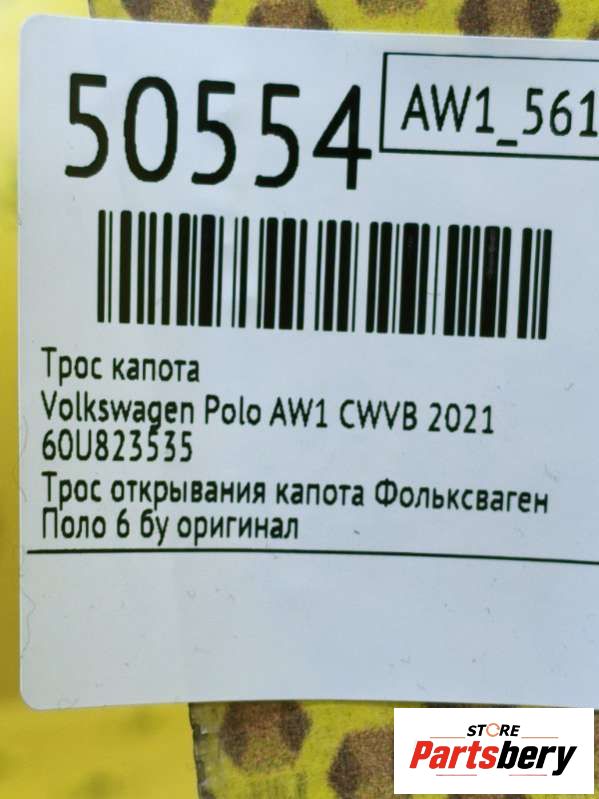 50554
AW1_561
Трос капота
Volkswagen Polo AW1 CWVB 2021
60U823535
Трос открывания капота Фольксваген
Поло 6 бу оригинал
STORE
Partsbery